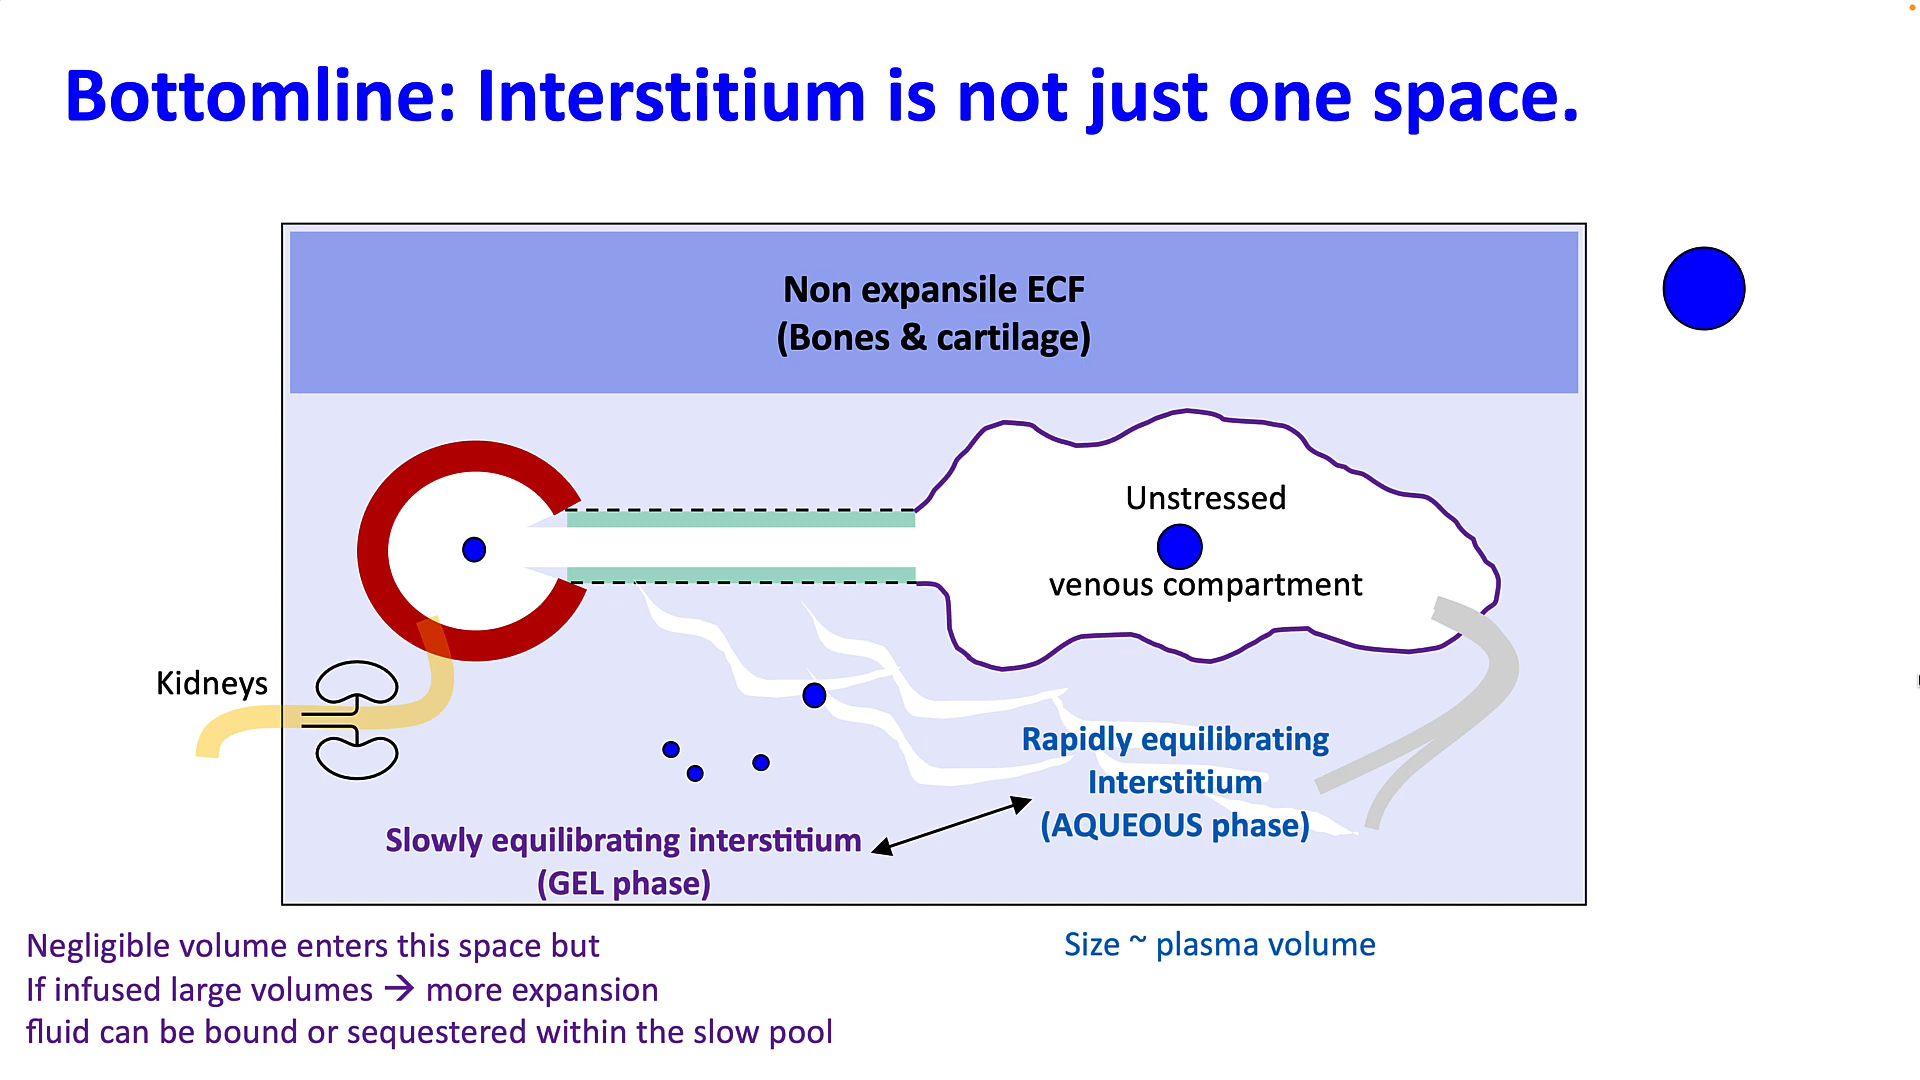 Bottomline: Interstitium is not just one space.
Non expansile ECF
(Bones & cartilage)
Unstressed
venous compartment
Kidneys
Rapidly equilibrating
Interstitium
(AQUEOUS phase)
Slowly equilibrating interstitium
(GEL phase)
Negligible volume enters this space but
If infused large volumes → more expansion
fluid can be bound or sequestered within the slow pool
Size ~ plasma volume